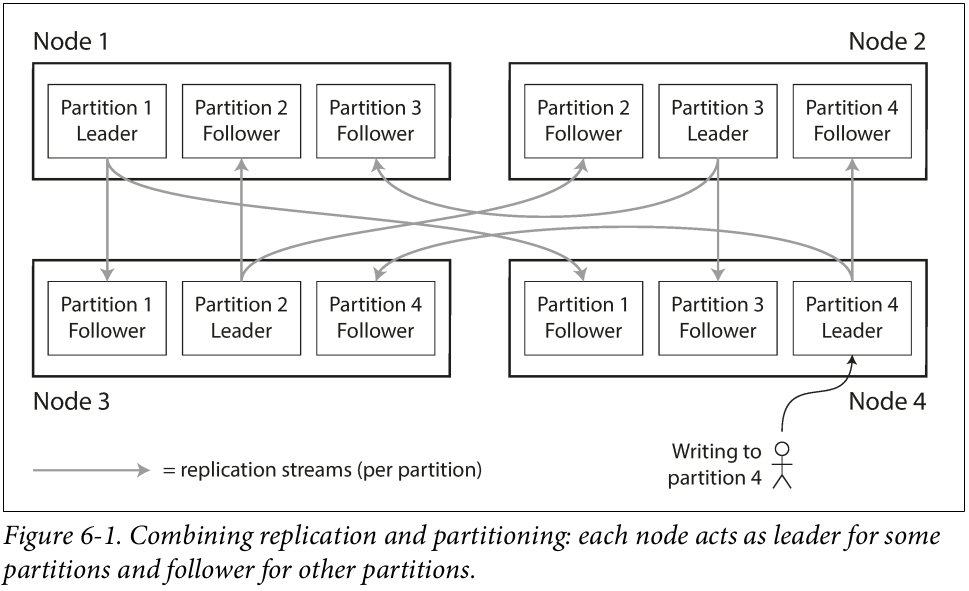 Node 1
Node 2
Partition 1
Leader
Partition 2
Follower
Partition 3
Follower
Partition 2
Follower
Partition 3
Leader
Partition 4
Follower
Partition 1
Follower
Partition 2
Leader
Partition 4
Follower
Partition 1
Follower
Partition 3
Follower
Partition 4
Leader
Node 3
Node 4
Writing to
partition 4
= replication streams (per partition)
Figure 6-1. Combining replication and partitioning: each node acts as leader for some
partitions and follower for other partitions.